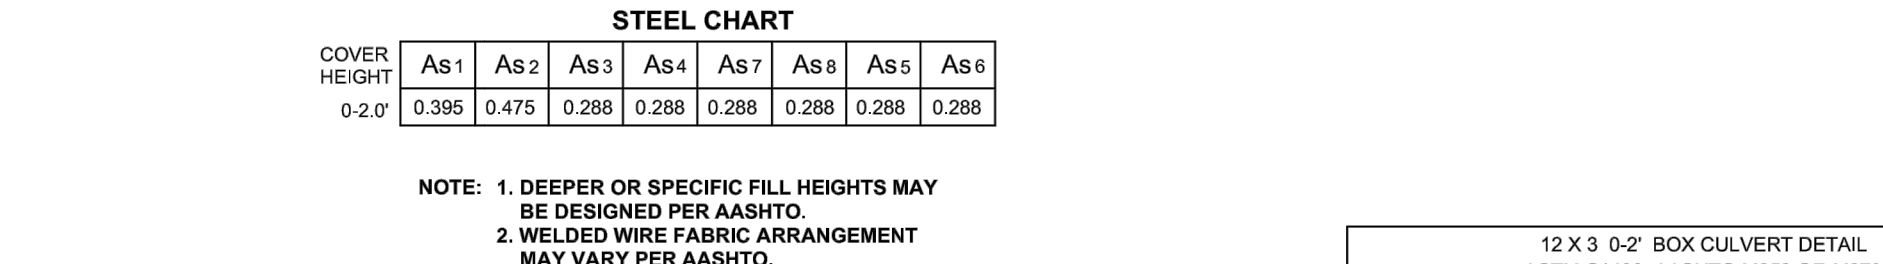 STEEL CHART
COVER HEIGHT As1 As2 As3 As4 As7 As8 As5 As6
0-2.0' 0.395 0.475 0.288 0.288 0.288 0.288 0.288 0.288
NOTE: 1. DEEPER OR SPECIFIC FILL HEIGHTS MAY
BE DESIGNED PER AASHTO.
2. WELDED WIRE FABRIC ARRANGEMENT
MAY VARY PER AASHTO.
12 X 3 0-2' BOX CULVERT DETAIL